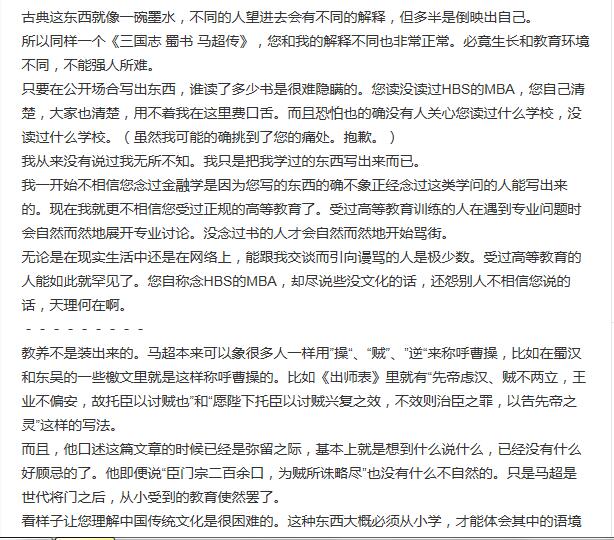 古典这东西就像一碗墨水，不同的人望进去会有不同的解释，但多半是倒映出自己。
所以同样一个《三国志 蜀书 马超传》，您和我的解释不同也非常正常。必竟生长和教育环境
不同，不能强人所难。
只要在公开场合写出东西，谁读了多少书是很难隐瞒的。您读没读过HBS的MBA，您自己清
楚，大家也清楚，用不着我在这里费口舌。而且恐怕也的确没有人关心您读过什么学校，没
读过什么学校。（虽然我可能的确挑到了您的痛处。抱歉。）
我从来没有说过我无所不知。我只是把我学过的东西写出来而已。
我一开始不相信您念过金融学是因为您写的东西的确不象正经念过这类学问的人能写出来
的。现在我就更不相信您受过正规的高等教育了。受过高等教育训练的人在遇到专业问题时
会自然而然地展开专业讨论。没念过书的人才会自然而然地开始骂街。
无论是在现实生活中还是在网络上，能跟我交谈而引向谩骂的人是极少数。受过高等教育的
人能如此就罕见了。您自称念HBS的MBA，却尽说些没文化的话，还怨别人不相信您说的
话，天理何在啊。
－－－－－－－－－
教养不是装出来的。马超本来可以象很多人一样用”操“、“贼”、”逆“来称呼曹操，比如在蜀汉
和东吴的一些檄文里就是这样称呼曹操的。比如《出师表》里就有“先帝虑汉、贼不两立，王
业不偏安，故托臣以讨贼也”和“愿陛下托臣以讨贼兴复之效，不效则治臣之罪，以告先帝之
灵”这样的写法。
而且，他口述这篇文章的时候已经是弥留之际，基本上就是想到什么说什么，已经没有什么
好顾忌的了。他即便说“臣门宗二百余口，为贼所诛略尽”也没有什么不自然的。只是马超是
世代将门之后，从小受到的教育使然罢了。
看样子让您理解中国传统文化是很困难的。这种东西大概必须从小学，才能体会其中的语境